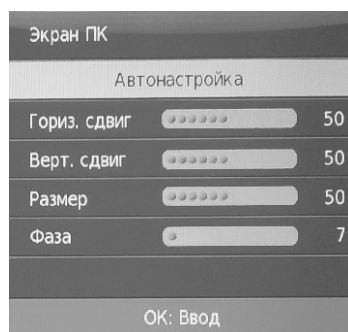 Экран ПК
Автонастройка
Гориз. сдвиг 50
Верт. сдвиг 50
Размер 50
Фаза 7
OK: Ввод